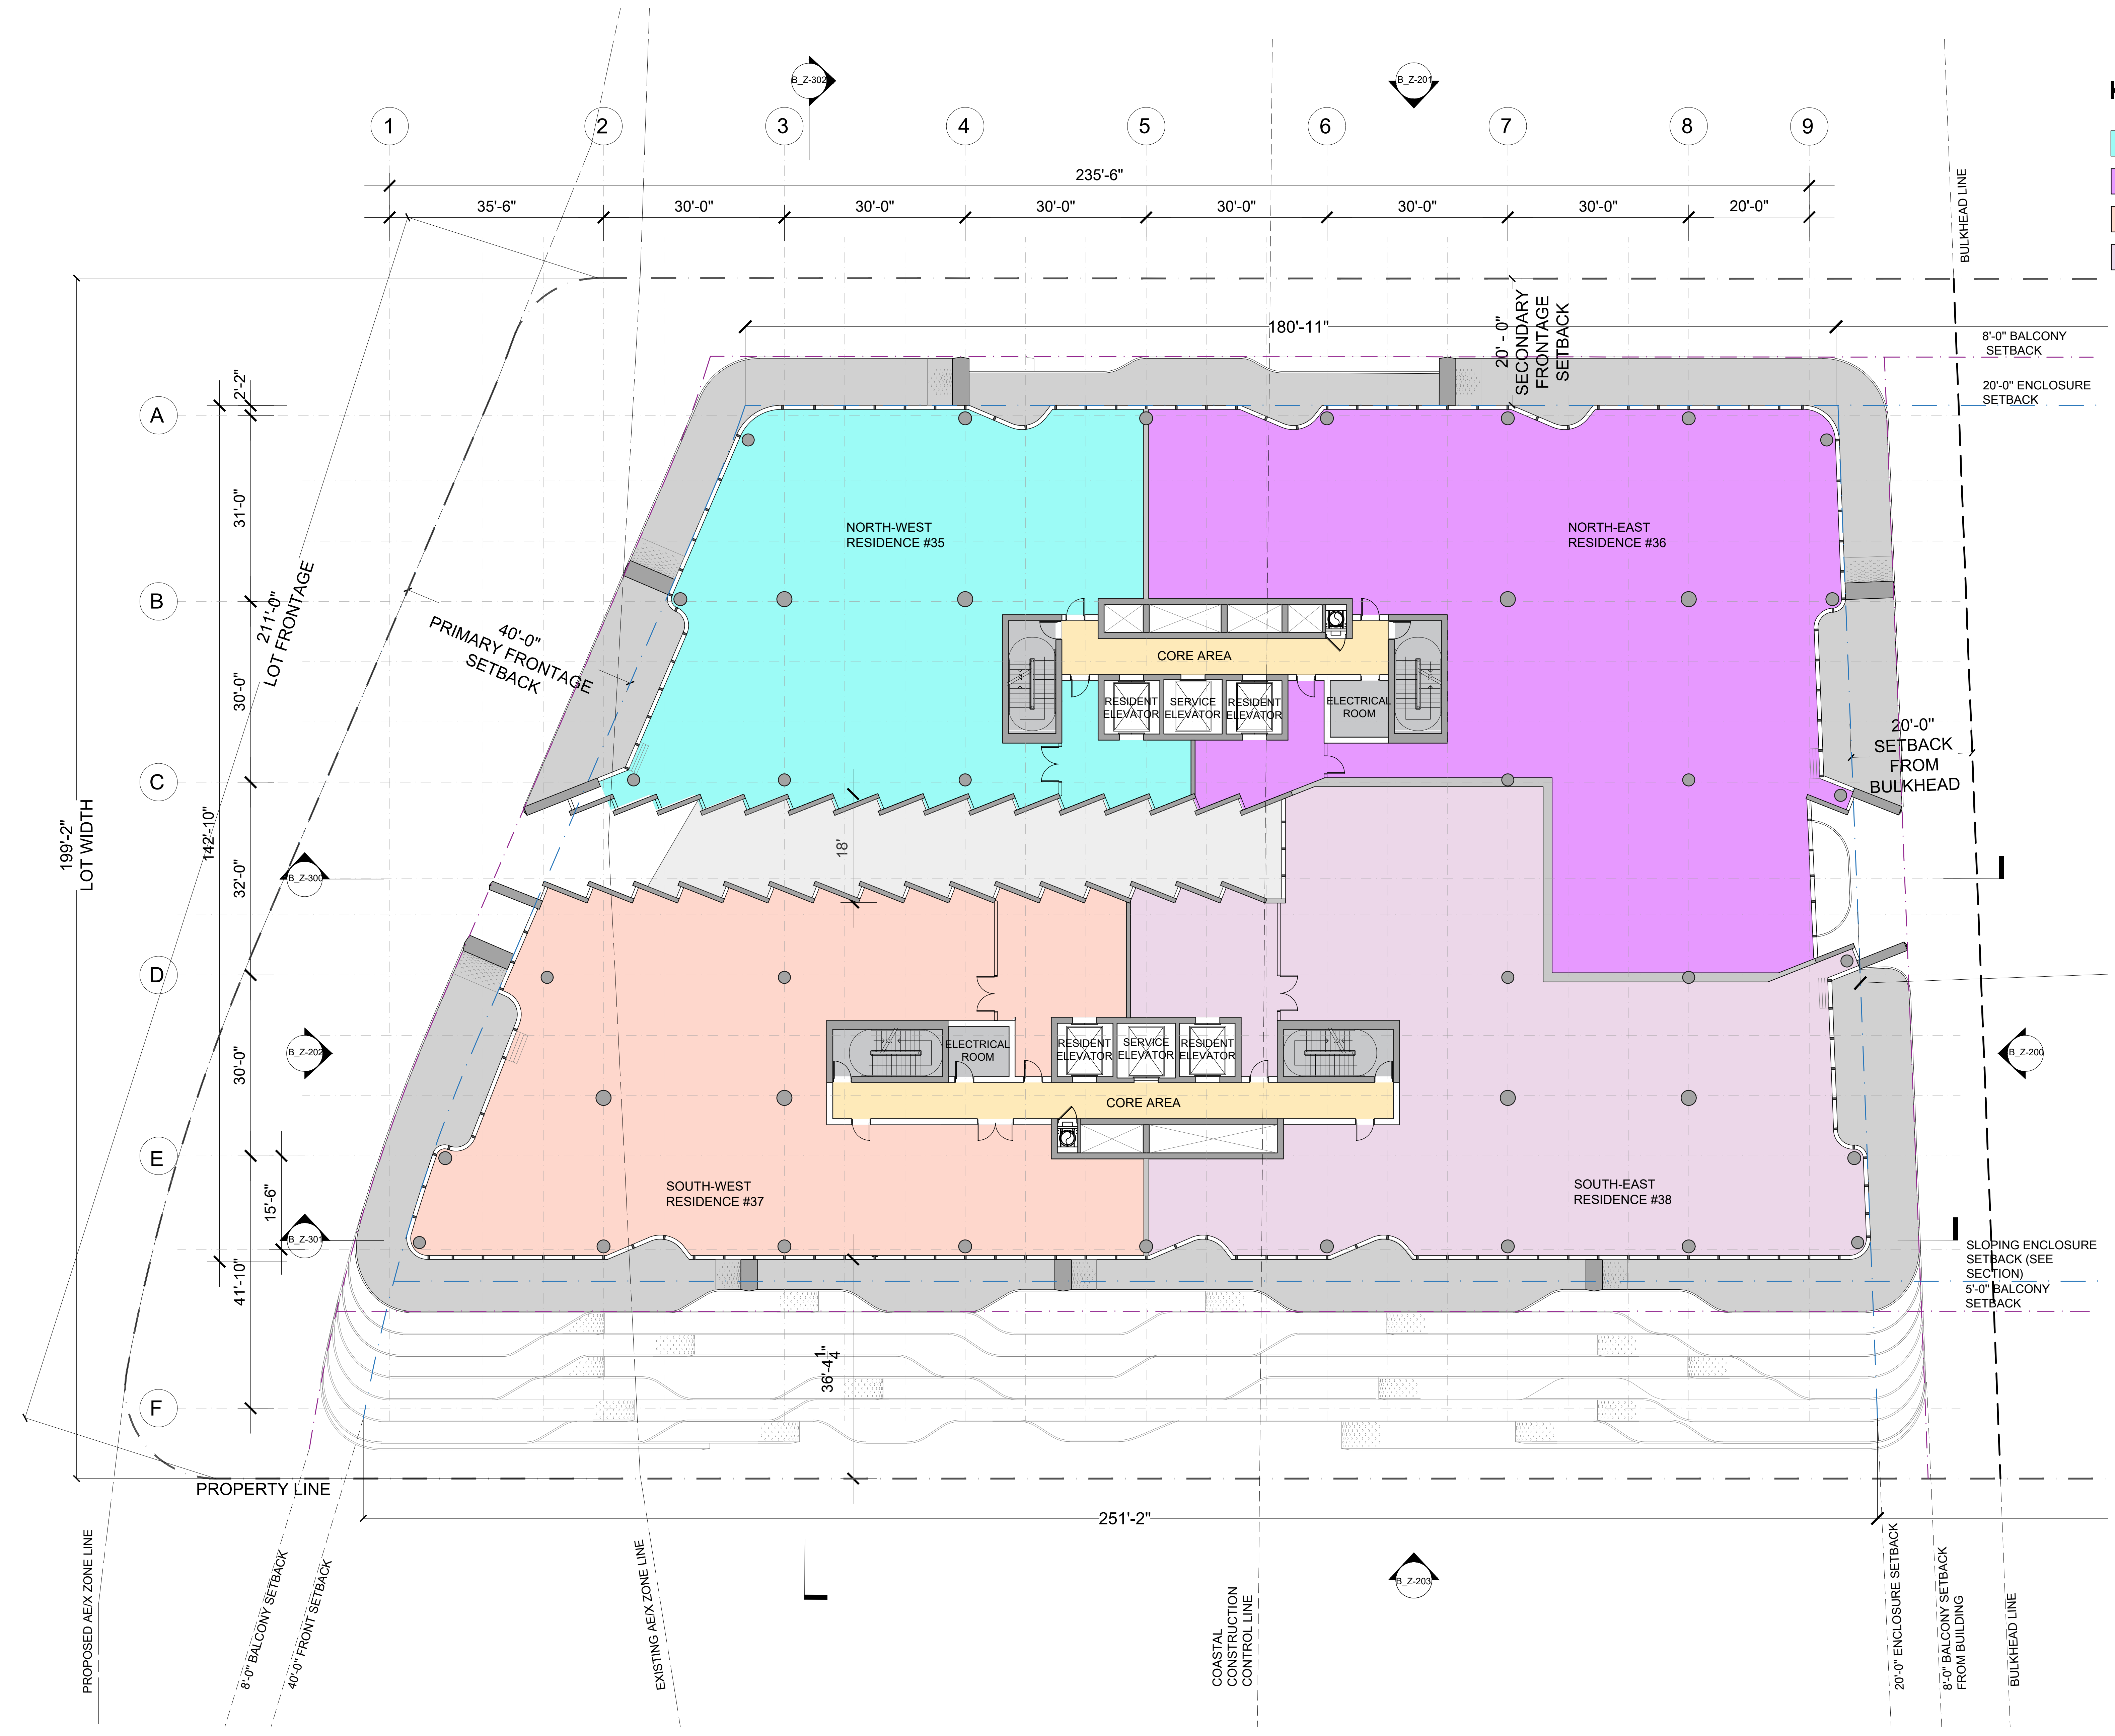 B_Z-302
B_Z-201
K
1
2
3
4
5
6
7
8
9
235'-6"
35'-6"
30'-0"
30'-0"
30'-0"
30'-0"
30'-0"
30'-0"
20'-0"
BULKHEAD LINE
180'-11"
20' - 0"
SECONDARY
FRONTAGE
SETBACK
8'-0" BALCONY
SETBACK
20'-0" ENCLOSURE
SETBACK
2'-2"
A
31'-0"
B
211'-0"
LOT FRONTAGE
40'-0"
PRIMARY FRONTAGE
SETBACK
NORTH-WEST
RESIDENCE #35
NORTH-EAST
RESIDENCE #36
CORE AREA
RESIDENT
ELEVATOR
SERVICE
ELEVATOR
RESIDENT
ELEVATOR
ELECTRICAL
ROOM
30'-0"
C
20'-0"
SETBACK
FROM
BULKHEAD
199'-2"
LOT WIDTH
142'-10"
18'
32'-0"
B_Z-300
D
B_Z-202
30'-0"
ELECTRICAL
ROOM
RESIDENT
ELEVATOR
SERVICE
ELEVATOR
RESIDENT
ELEVATOR
CORE AREA
B_Z-200
E
15'-6"
SOUTH-WEST
RESIDENCE #37
SOUTH-EAST
RESIDENCE #38
B_Z-301
41'-10"
SLOPING ENCLOSURE
SETBACK (SEE
SECTION)
5'-0" BALCONY
SETBACK
36'-4 1/4"
F
PROPERTY LINE
251'-2"
PROPOSED AE/X ZONE LINE
8'-0" BALCONY SETBACK
40'-0" FRONT SETBACK
EXISTING AE/X ZONE LINE
COASTAL
CONSTRUCTION
CONTROL LINE
B_Z-203
20'-0" ENCLOSURE SETBACK
8'-0" BALCONY SETBACK
FROM BUILDING
BULKHEAD LINE